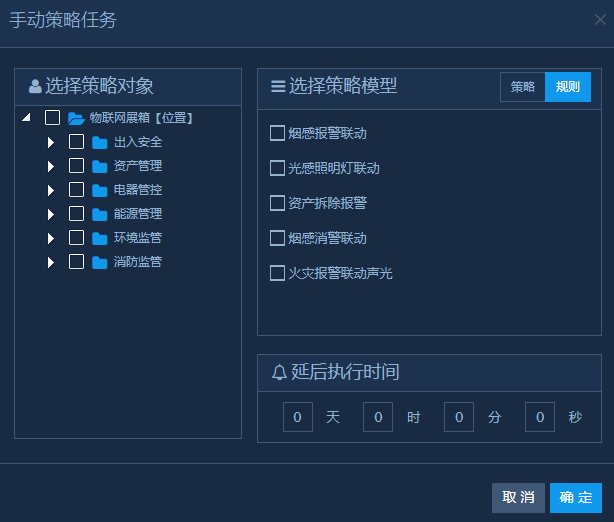 手动策略任务
选择策略对象
物联网展箱【位置】
出入安全
资产管理
电器管控
能源管理
环境监管
消防监管
选择策略模型
策略 规则
烟感报警联动
光感照明灯联动
资产拆除报警
烟感消警联动
火灾报警联动声光
延后执行时间
0 天 0 时 0 分 0 秒
取消 确定